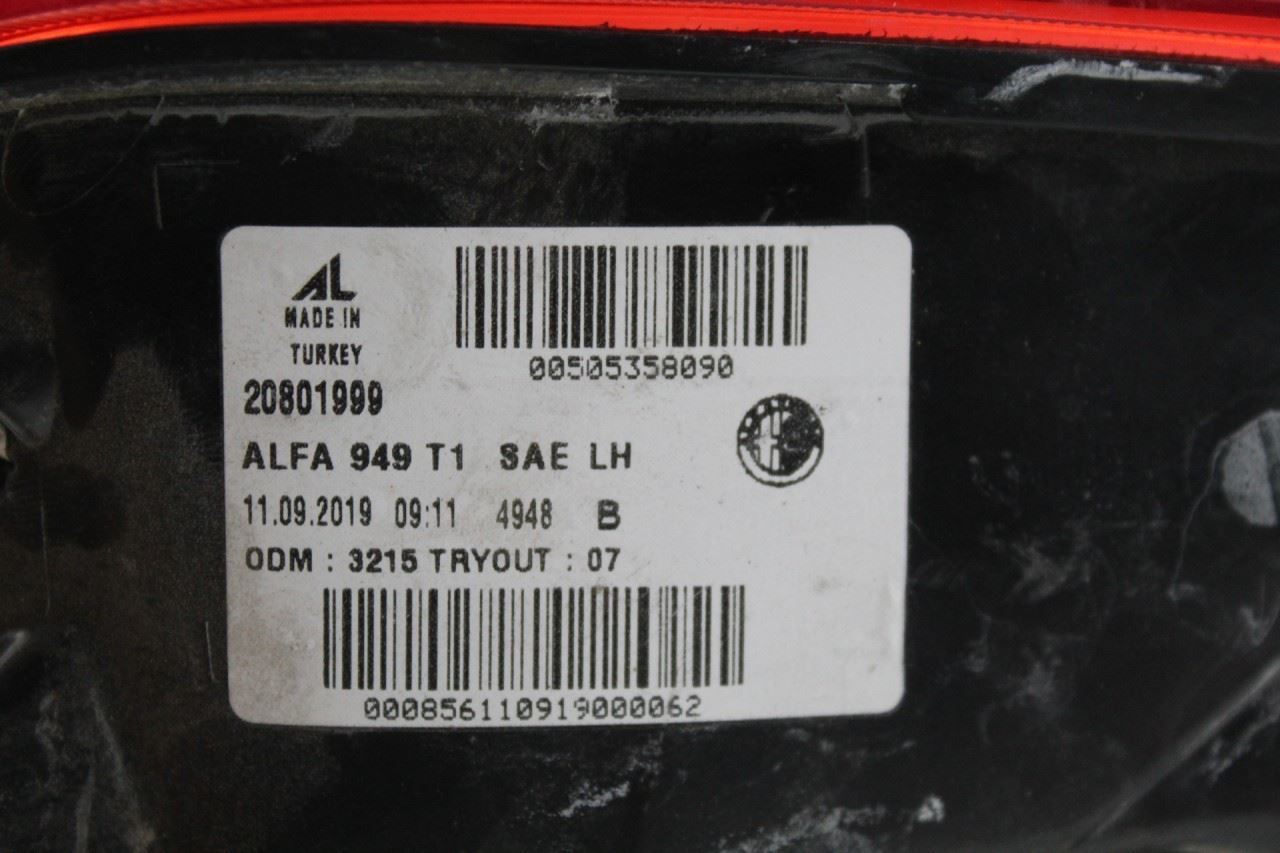 AL
MADE IN
TURKEY
00505358090
20801999
ALFA 949 T1 SAE LH
11.09.2019 09:11 4948 B
ODM : 3215 TRYOUT : 07
000856110919000062